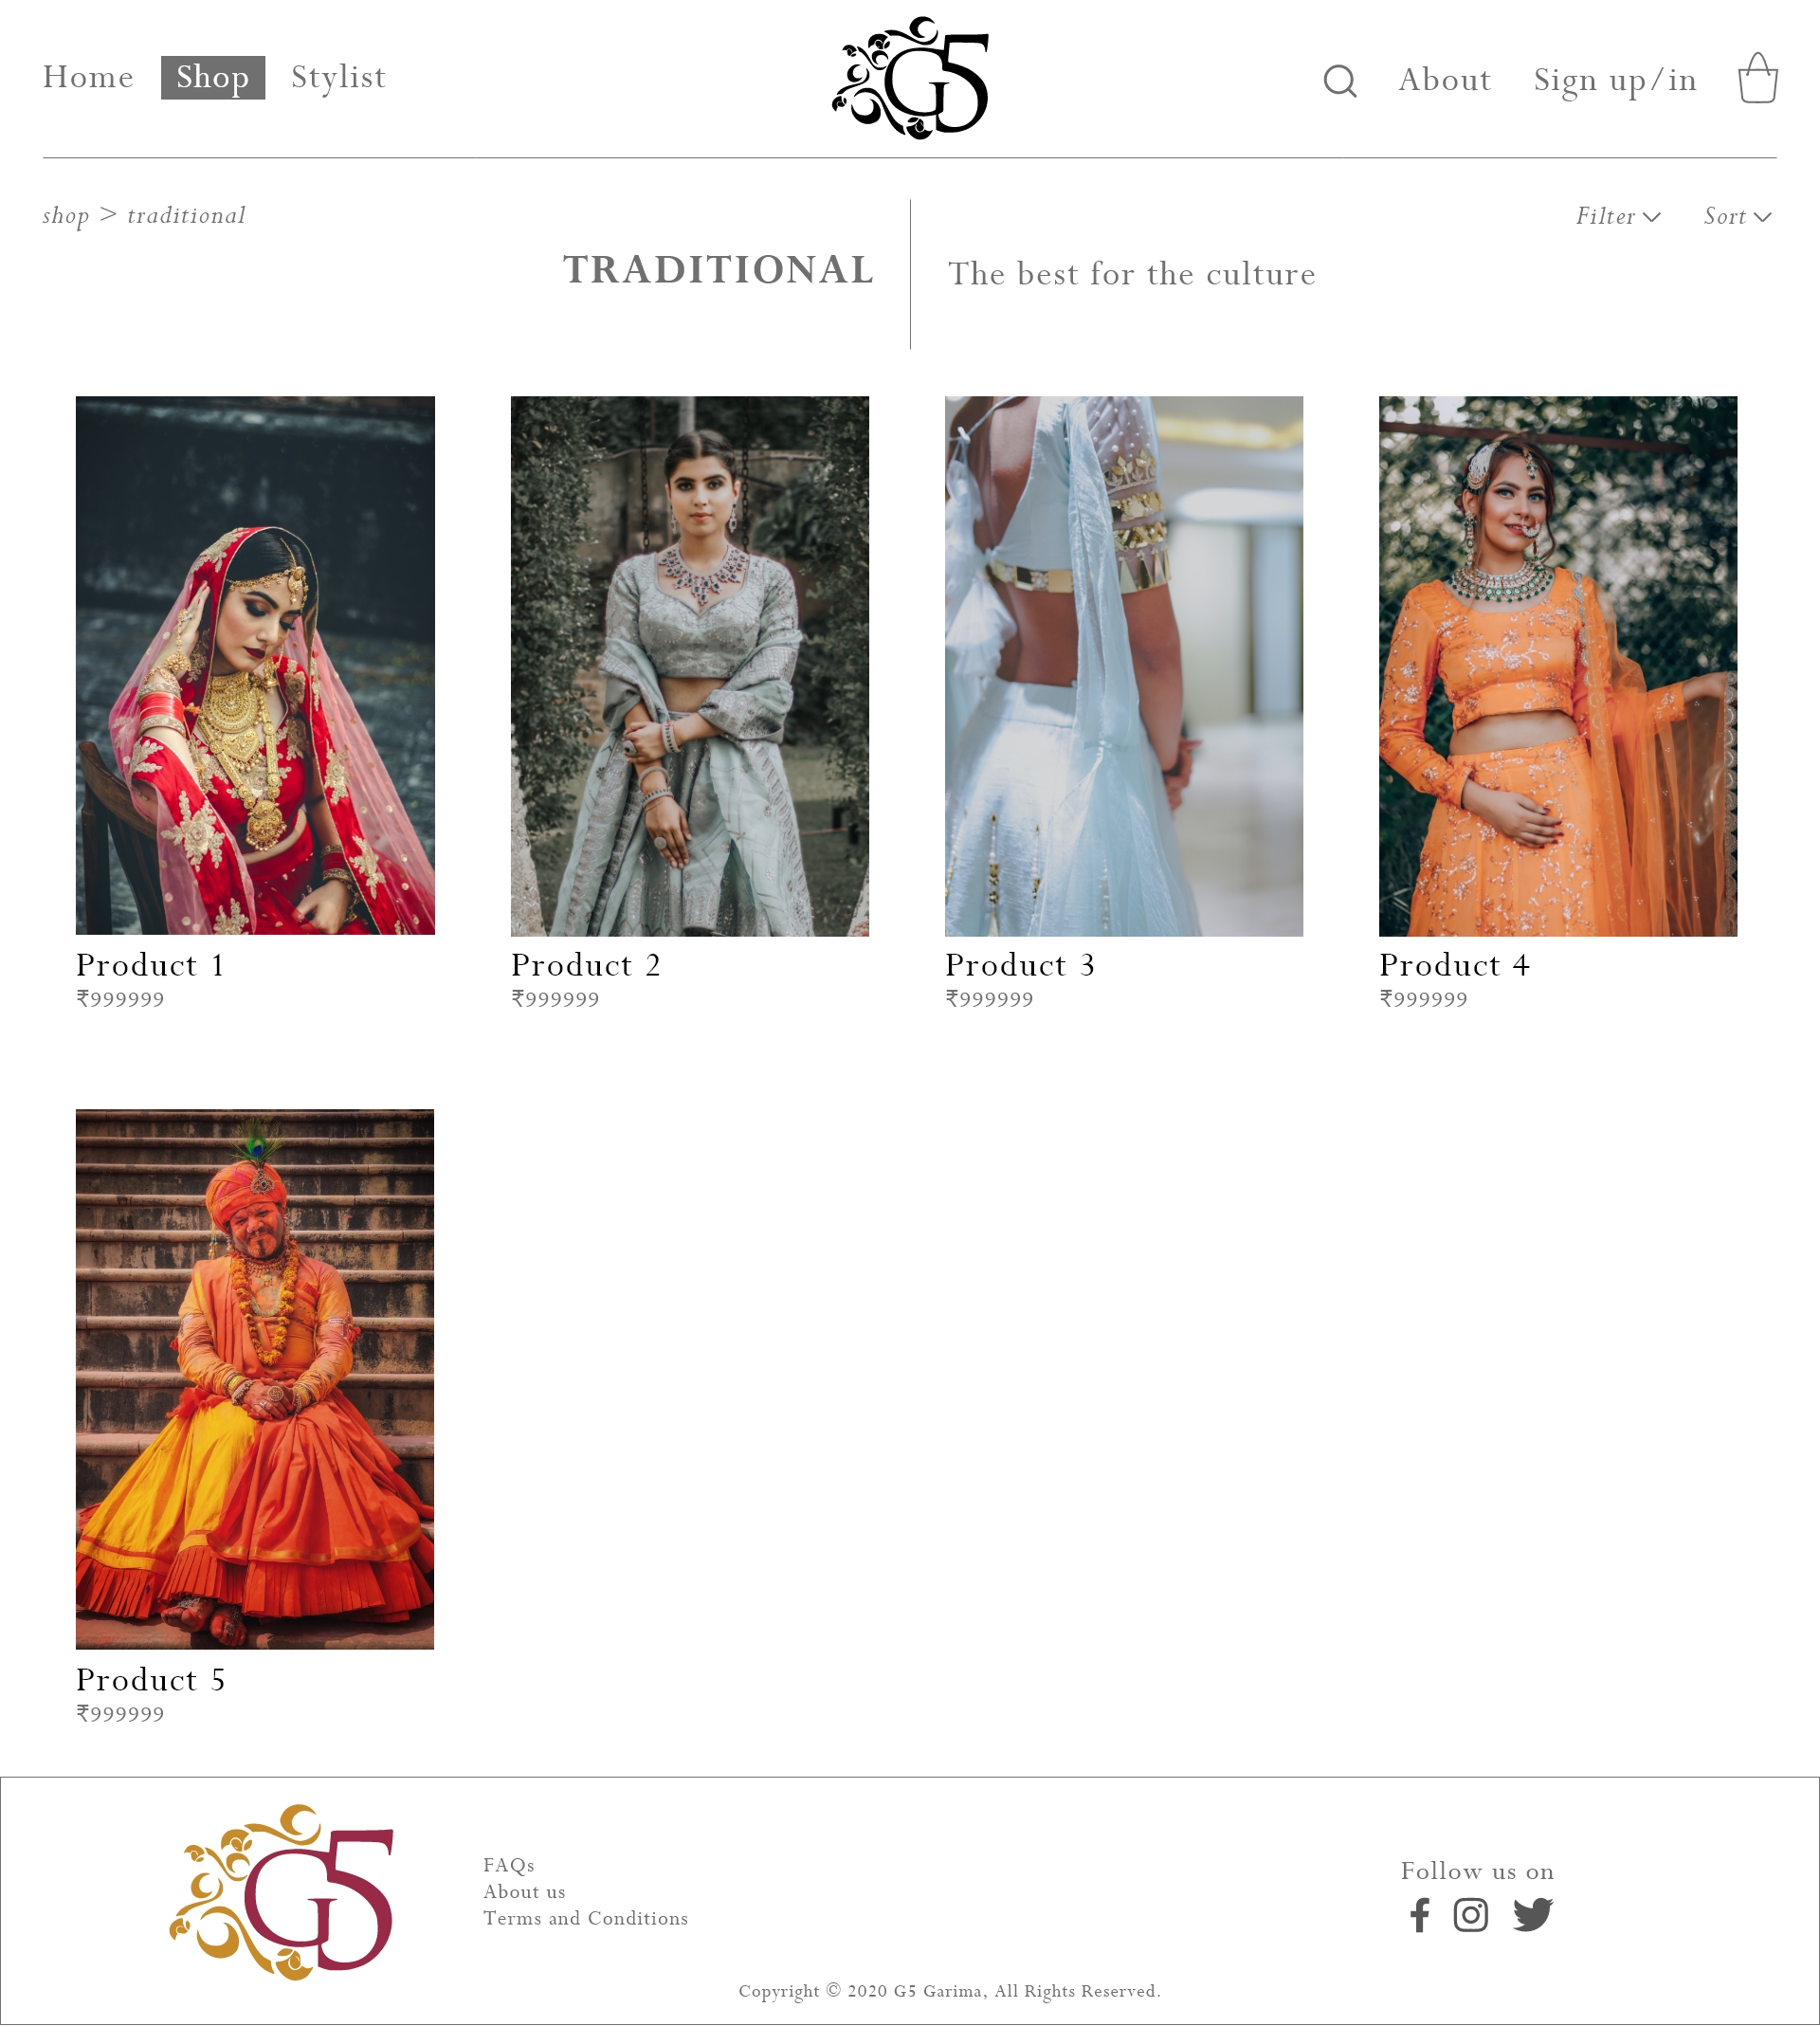 Home Shop Stylist G5 About Sign up/in
shop > traditional
Filter Sort
TRADITIONAL
The best for the culture
Product 1
₹999999
Product 2
₹999999
Product 3
₹999999
Product 4
₹999999
Product 5
₹999999
G5
FAQs
About us
Terms and Conditions
Follow us on
Copyright © 2020 G5 Garima, All Rights Reserved.